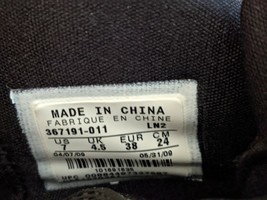 MADE IN CHINA
FABRIQUE EN CHINE
367191-011 LN2
US UK EUR CM
7 4.5 38 24
04/07/09 05/31/09